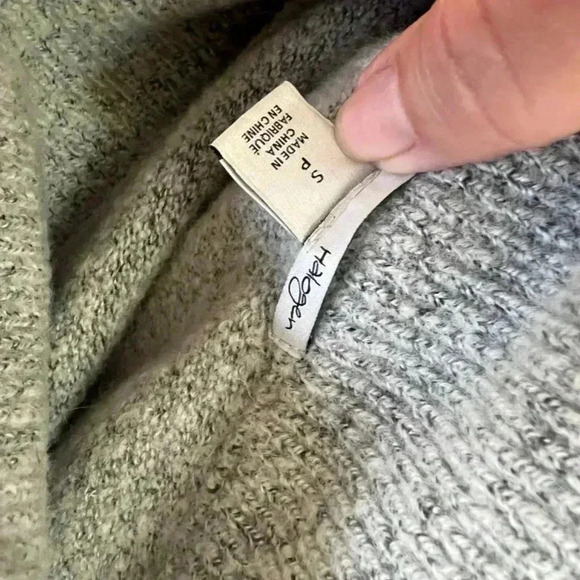 Halogen
S P
MADE IN
CHINA
FABRIQUÉ
EN CHINE